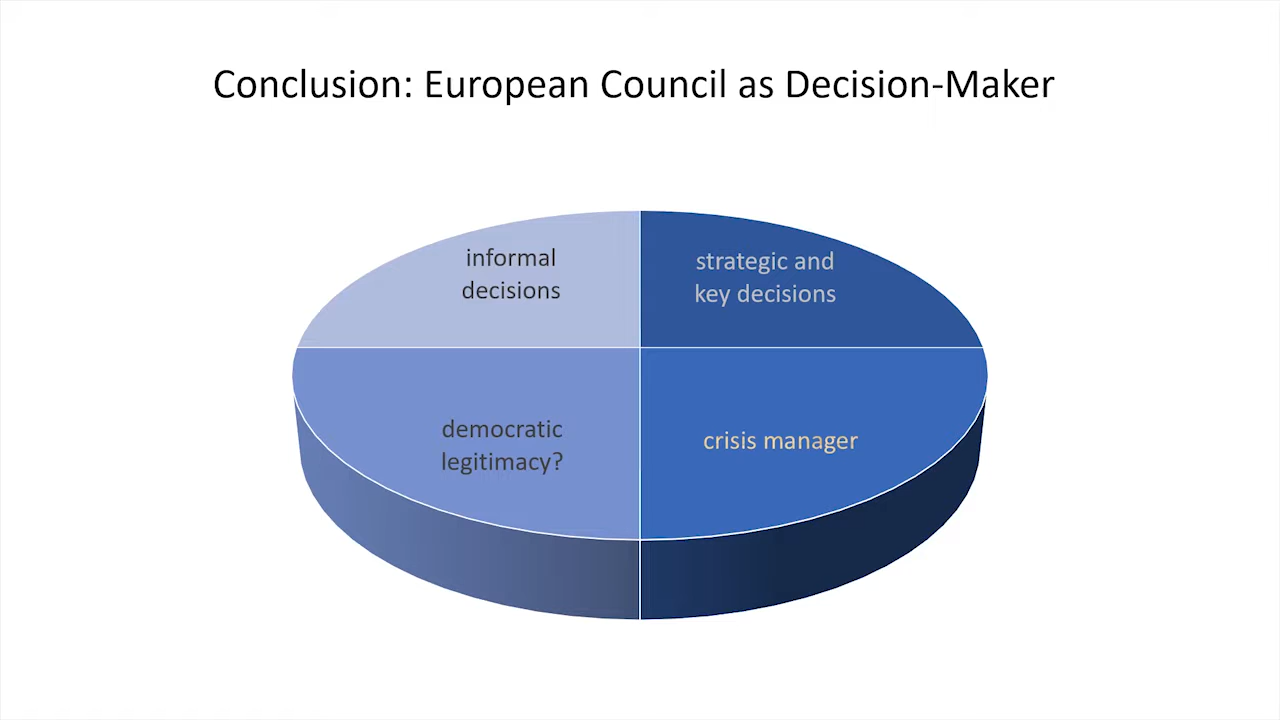 Conclusion: European Council as Decision-Maker
informal
decisions
strategic and
key decisions
democratic
legitimacy?
crisis manager